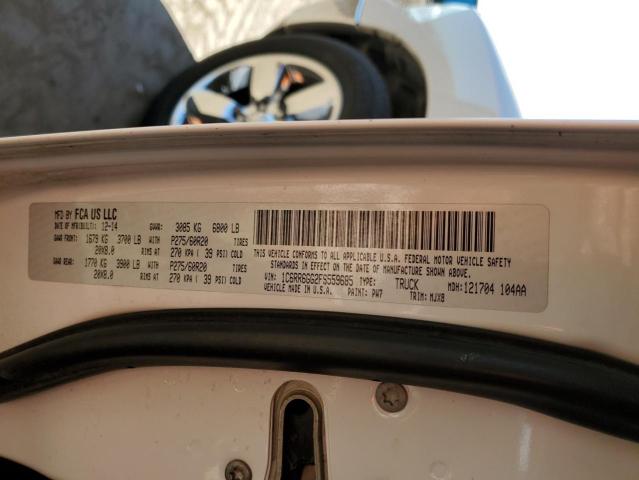 MFD BY FCA US LLC
DATE OF MFR(BUILT): 12-14 GVWR: 3085 KG 6800 LB
GAWR FRONT: 1679 KG 3700 LB WITH P275/60R20 TIRES
20X8.0 RIMS AT 270 KPA ( 39 PSI) COLD
GAWR REAR: 1770 KG 3900 LB WITH P275/60R20 TIRES
20X8.0 RIMS AT 270 KPA ( 39 PSI) COLD
THIS VEHICLE CONFORMS TO ALL APPLICABLE U.S.A. FEDERAL MOTOR VEHICLE SAFETY
STANDARDS IN EFFECT ON THE DATE OF MANUFACTURE SHOWN ABOVE.
VIN: 1C6RR6GG2FS559685 TYPE: TRUCK MDH: 121704 104AA
VEHICLE MADE IN U.S.A. PAINT: PW7 TRIM: MJX8